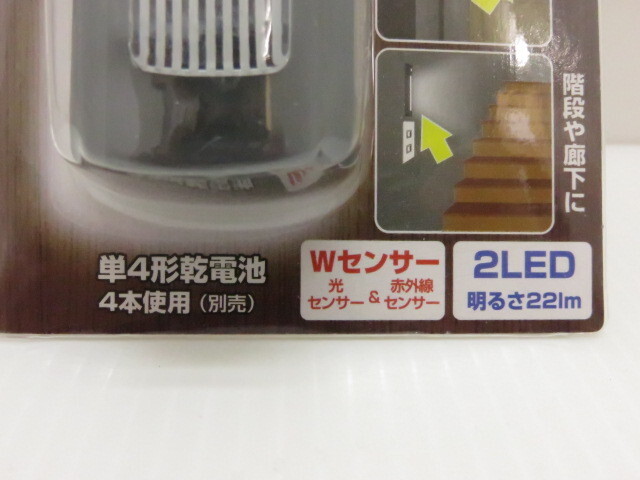 階段や廊下に
単4形乾電池
4本使用（別売）
Wセンサー
光センサー & 赤外線センサー
2LED
明るさ22lm